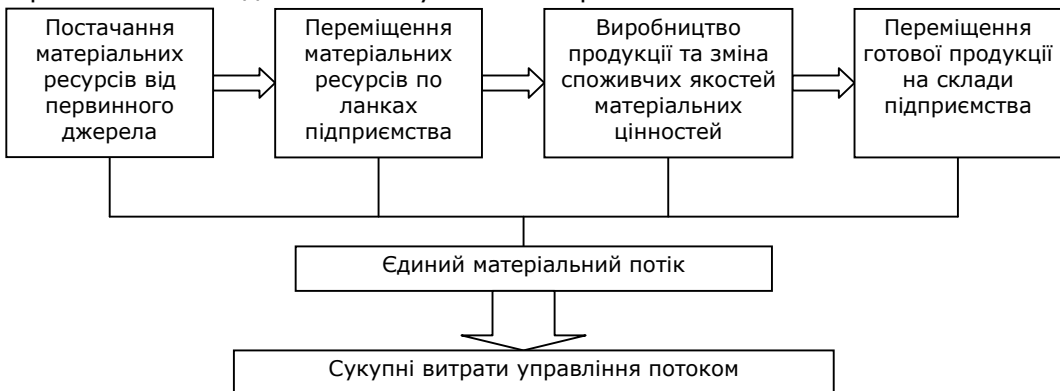 Постачання
матеріальних
ресурсів від
первинного
джерела
Переміщення
матеріальних
ресурсів по
ланках
підприємства
Виробництво
продукції та зміна
споживчих якостей
матеріальних
цінностей
Переміщення
готової продукції
на склади
підприємства
Єдиний матеріальний потік
Сукупні витрати управління потоком